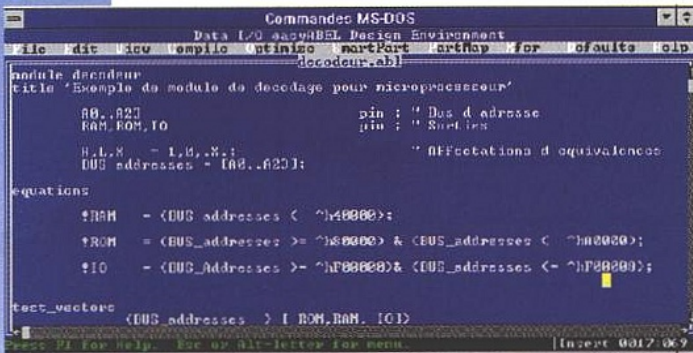 Commandes MS-DOS
Data I/O easyABEL Design Environment
File Edit View Compile Optimize SmartPart PartMap Xfer Defaults Help
decodeur.abl
module decodeur
title 'Exemple de module de decodage pour microprocesseur'
A0..A23 pin ; " Bus d adresse
RAM,ROM,IO pin ; " Sorties
H,L,X = 1,0,.X.; " Affectations d equivalences
BUS_addresses = [A0..A23];
equations
!RAM = (BUS_addresses < ^h40000);
!ROM = (BUS_addresses >= ^h80000) & (BUS_addresses < ^hA0000);
!IO = (BUS_Addresses >= ^hF00000)& (BUS_addresses <=
test_vectors
(BUS_addresses > [ ROM,RAM, IO])
Press F1 for Help. Esc or Alt-letter for menu. Insert 0017:069